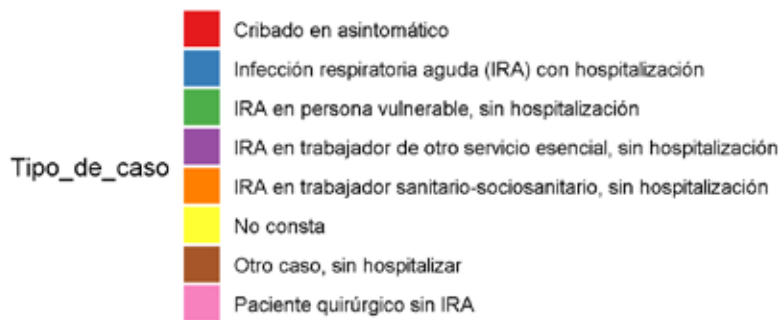 Cribado en asintomático
Infección respiratoria aguda (IRA) con hospitalización
IRA en persona vulnerable, sin hospitalización
IRA en trabajador de otro servicio esencial, sin hospitalización
Tipo_de_caso
IRA en trabajador sanitario-sociosanitario, sin hospitalización
No consta
Otro caso, sin hospitalizar
Paciente quirúrgico sin IRA